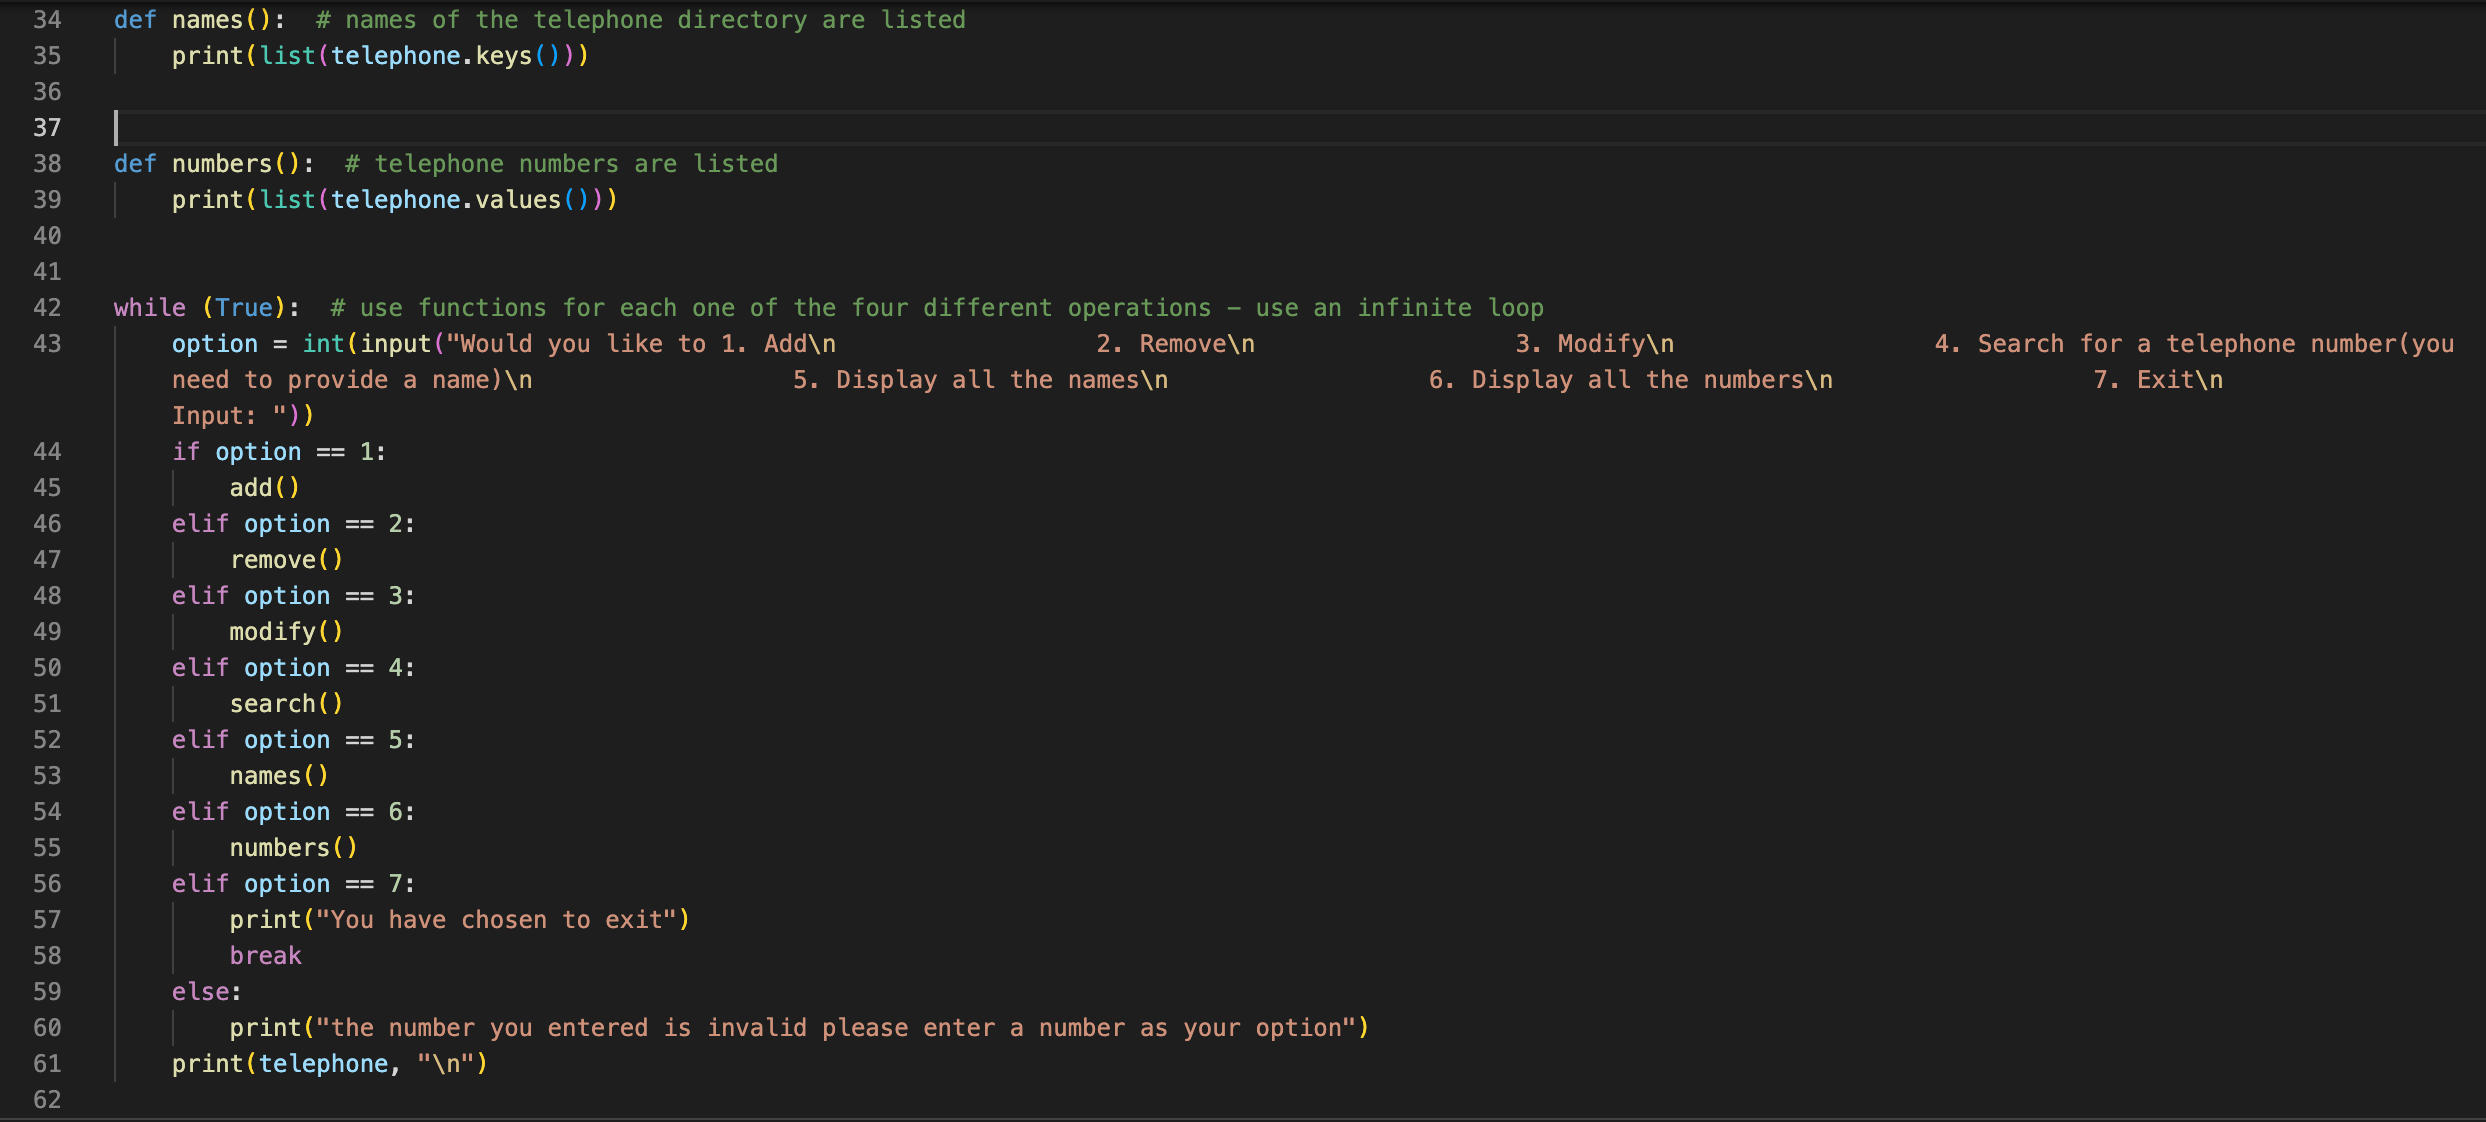 34 def names():  # names of the telephone directory are listed
35     print(list(telephone.keys()))
36
37
38 def numbers():  # telephone numbers are listed
39     print(list(telephone.values()))
40
41
42 while (True):  # use functions for each one of the four different operations – use an infinite loop
43     option = int(input("Would you like to 1. Add\n                  2. Remove\n                  3. Modify\n                  4. Search for a telephone number(you
    need to provide a name)\n                  5. Display all the names\n                  6. Display all the numbers\n                  7. Exit\n
    Input: "))
44     if option == 1:
45         add()
46     elif option == 2:
47         remove()
48     elif option == 3:
49         modify()
50     elif option == 4:
51         search()
52     elif option == 5:
53         names()
54     elif option == 6:
55         numbers()
56     elif option == 7:
57         print("You have chosen to exit")
58         break
59     else:
60         print("the number you entered is invalid please enter a number as your option")
61     print(telephone, "\n")
62